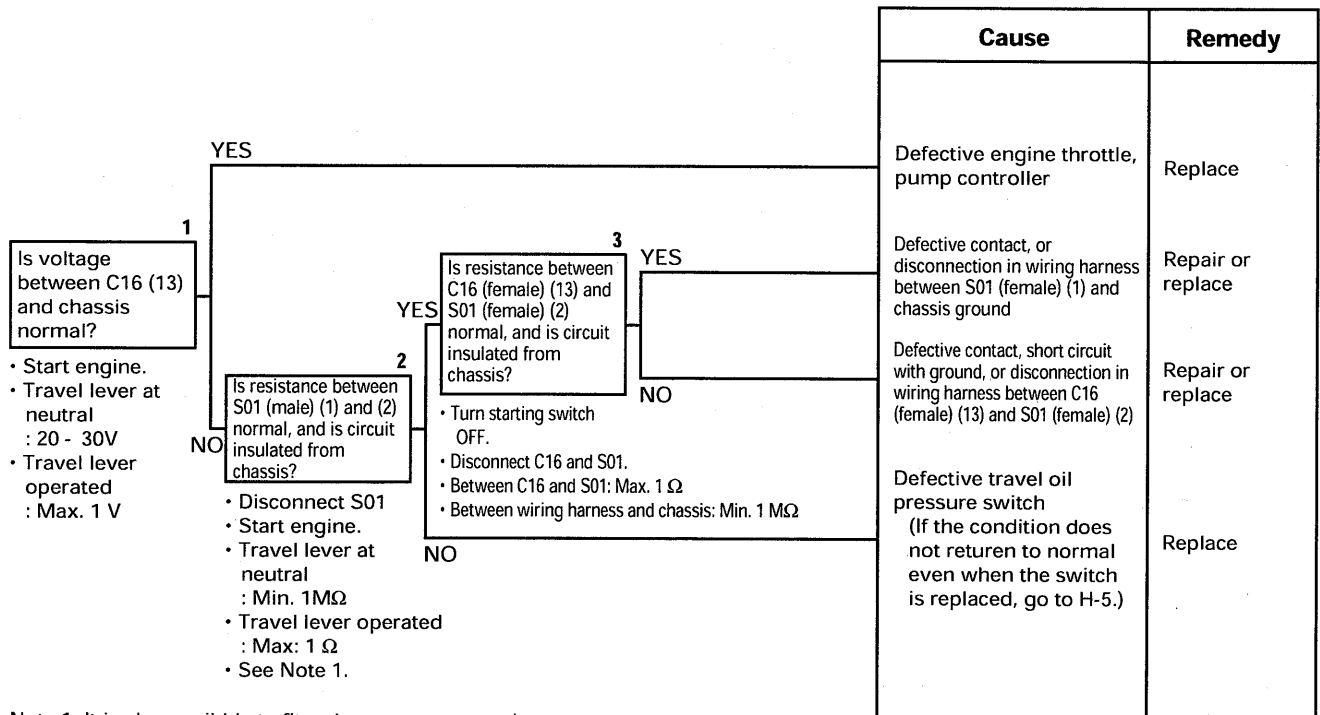 Cause
Remedy
YES
Defective engine throttle,
pump controller
Replace
1
Is voltage
between C16 (13)
and chassis
normal?
• Start engine.
• Travel lever at
neutral
: 20 - 30V
• Travel lever
operated
: Max. 1 V
NO
2
Is resistance between
S01 (male) (1) and (2)
normal, and is circuit
insulated from
chassis?
• Disconnect S01
• Start engine.
• Travel lever at
neutral
: Min. 1MΩ
• Travel lever operated
: Max: 1 Ω
• See Note 1.
YES
3
Is resistance between
C16 (female) (13) and
S01 (female) (2)
normal, and is circuit
insulated from
chassis?
• Turn starting switch
OFF.
• Disconnect C16 and S01.
• Between C16 and S01: Max. 1 Ω
• Between wiring harness and chassis: Min. 1 MΩ
YES
Defective contact, or
disconnection in wiring harness
between S01 (female) (1) and
chassis ground
Repair or
replace
NO
Defective contact, short circuit
with ground, or disconnection in
wiring harness between C16
(female) (13) and S01 (female) (2)
Repair or
replace
NO
Defective travel oil
pressure switch
(If the condition does
not returen to normal
even when the switch
is replaced, go to H-5.)
Replace